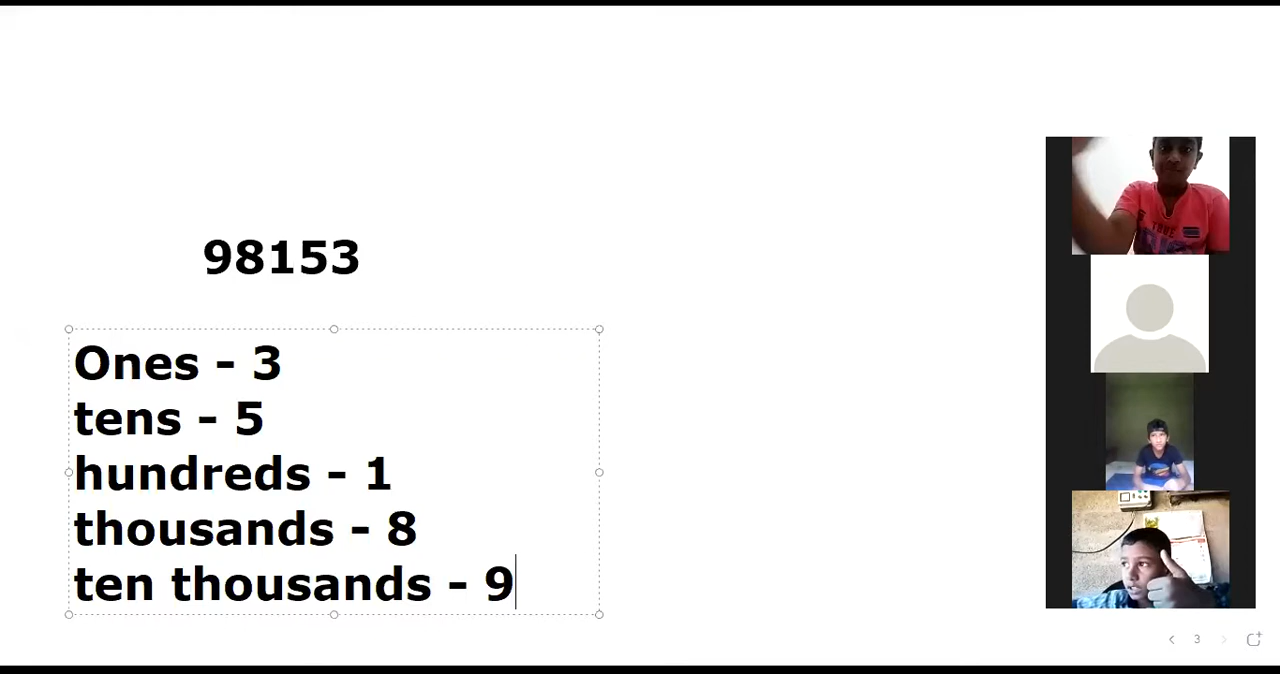 98153
Ones - 3
tens - 5
hundreds - 1
thousands - 8
ten thousands - 9
3